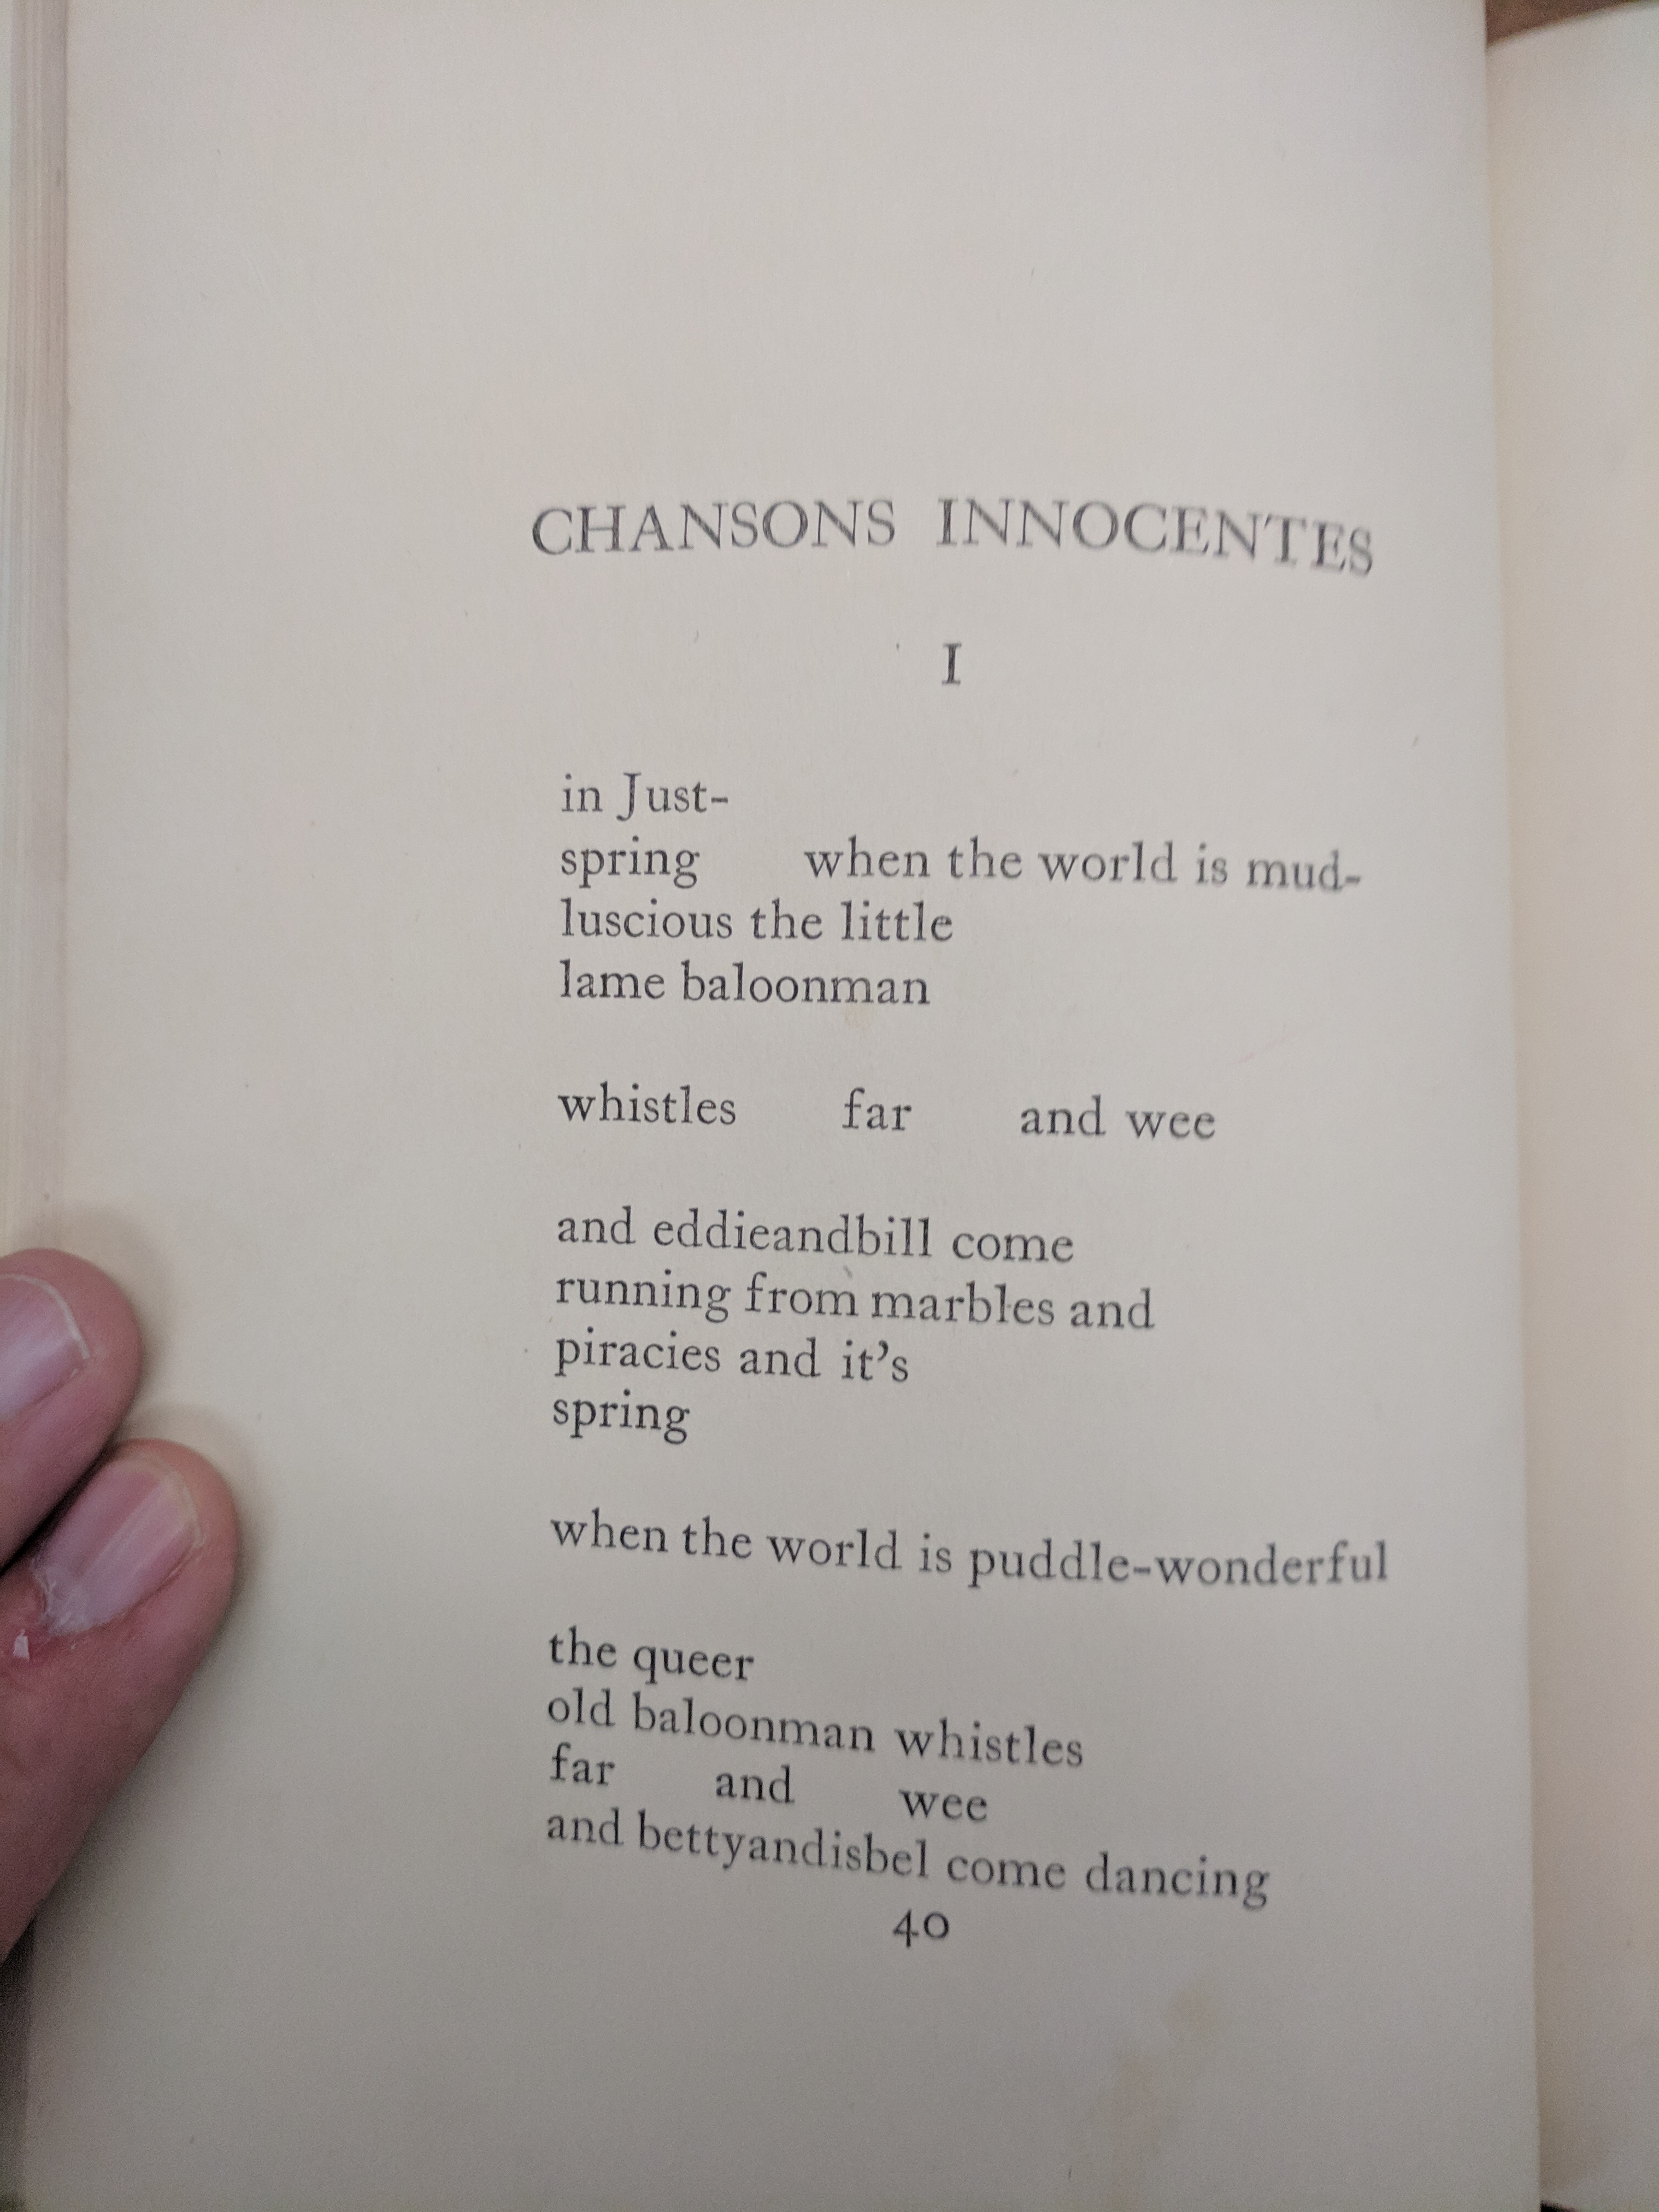 CHANSONS INNOCENTES
I
in Just-
spring when the world is mud-
luscious the little
lame baloonman
whistles far and wee
and eddieandbill come
running from marbles and
piracies and it's
spring
when the world is puddle-wonderful
the queer
old baloonman whistles
far and wee
and bettyandisbel come dancing
40